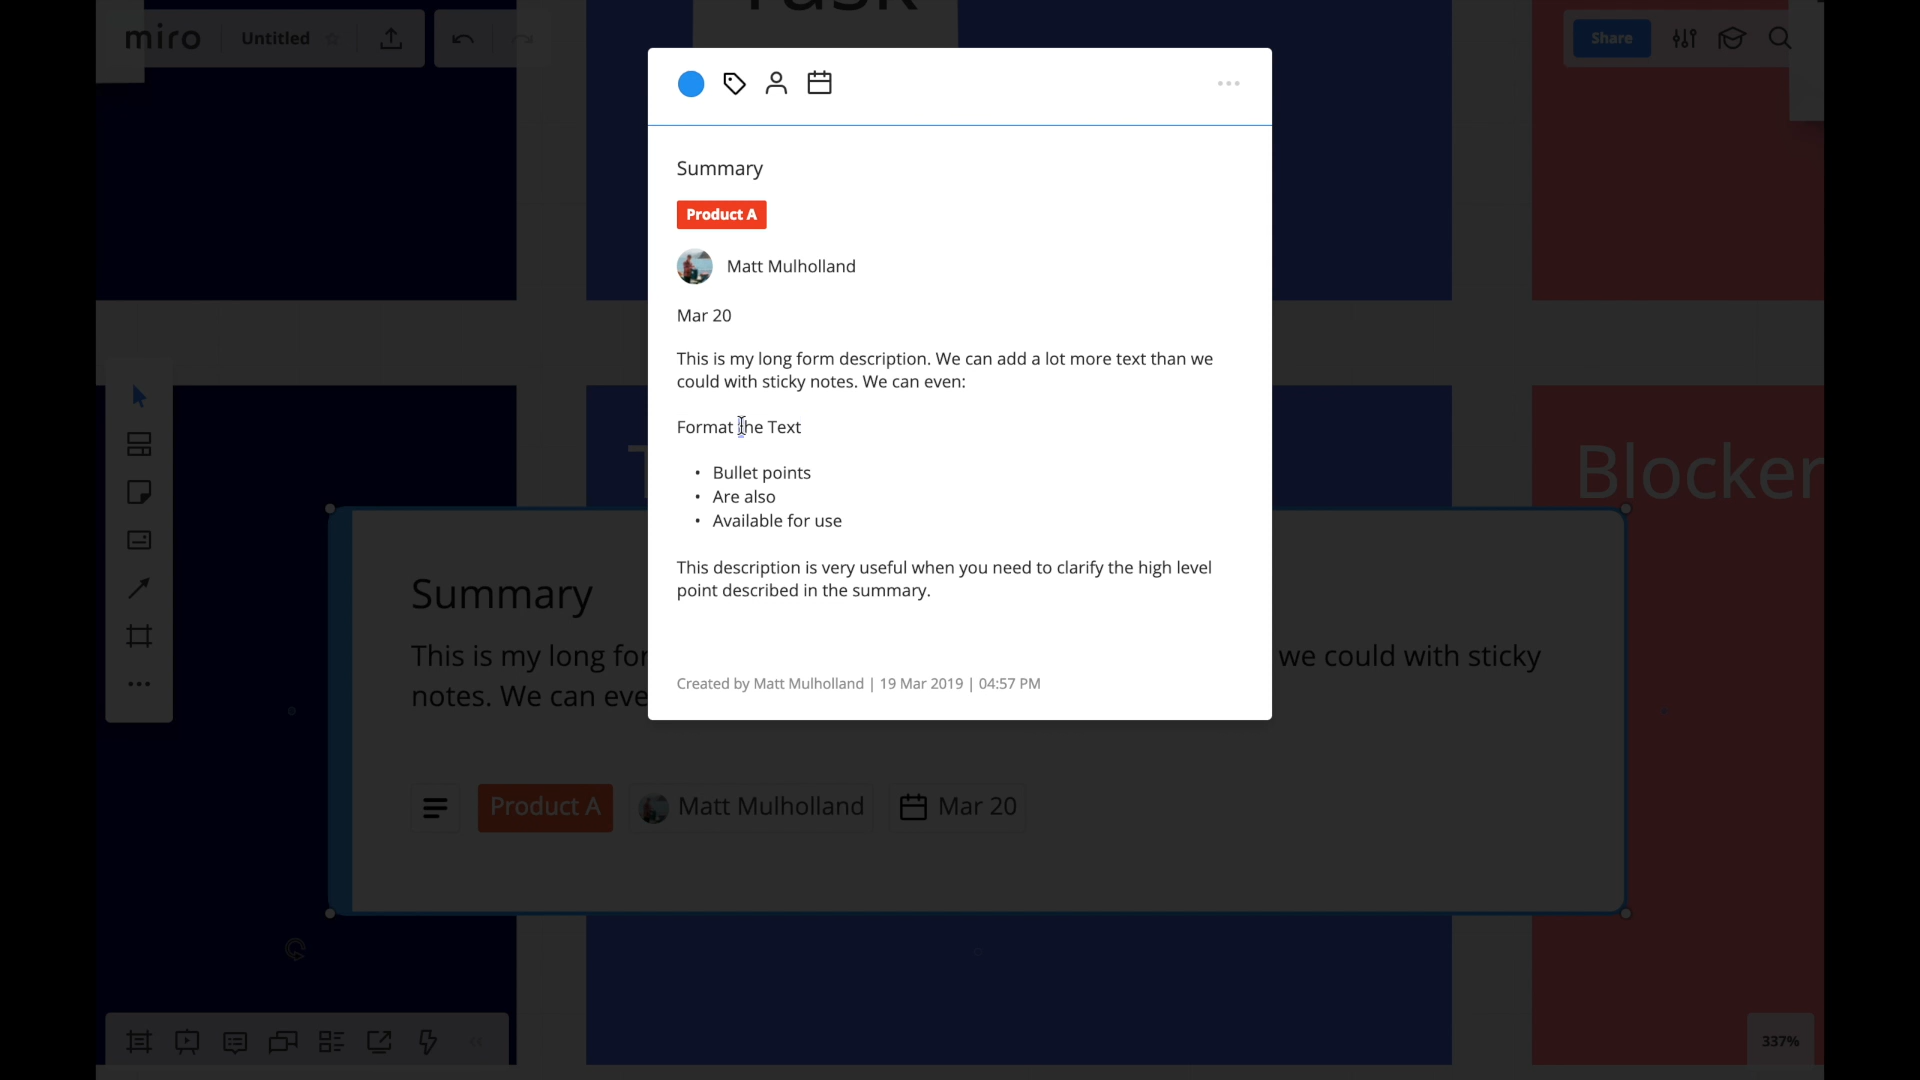 Task
miro
Untitled
Share
Summary
Product A
Matt Mulholland
Mar 20
This is my long form description. We can add a lot more text than we
could with sticky notes. We can even:
Format the Text
• Bullet points
• Are also
• Available for use
This description is very useful when you need to clarify the high level
point described in the summary.
Created by Matt Mulholland | 19 Mar 2019 | 04:57 PM
Blocker
Summary
This is my long for we could with sticky
notes. We can eve
Product A
Matt Mulholland
Mar 20
337%